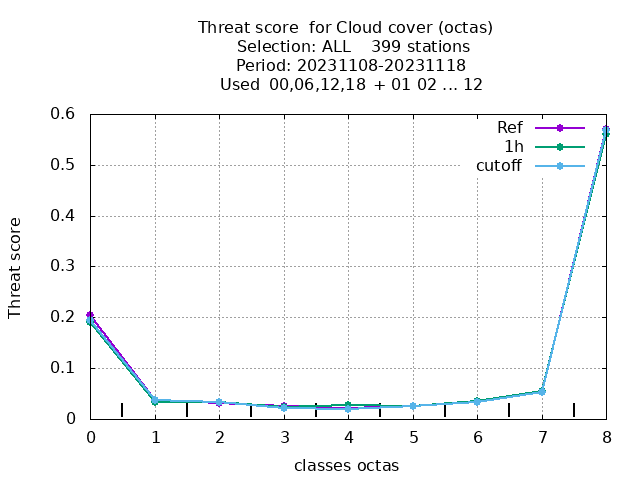 Threat score for Cloud cover (octas)
Selection: ALL 399 stations
Period: 20231108-20231118
Used 00,06,12,18 + 01 02 ... 12
Ref
1h
cutoff
0.6
0.5
0.4
0.3
0.2
0.1
0
Threat score
0 1 2 3 4 5 6 7 8
classes octas